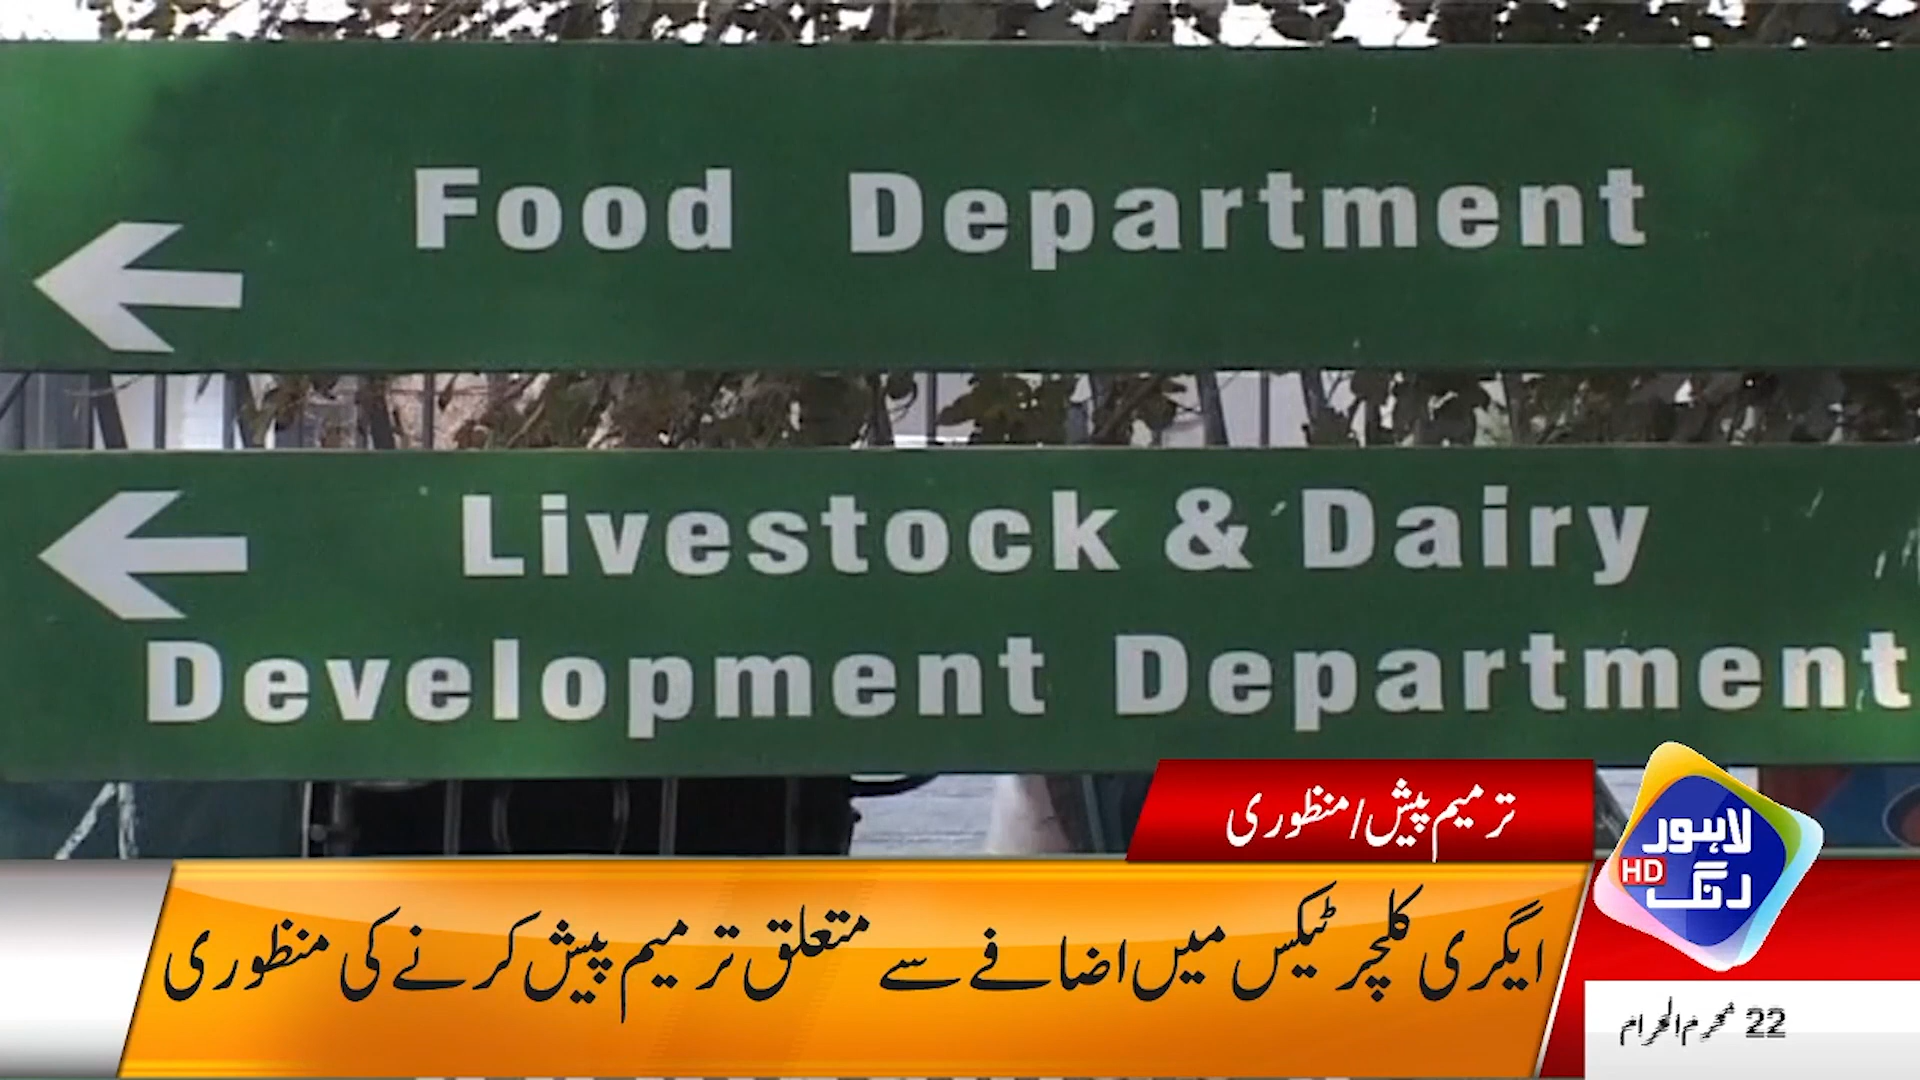 Food Department
Livestock & Dairy
Development Department
ترمیم پیش/منظوری
لاہور
رنگ
HD
ایگری کلچر ٹیکس میں اضافے سے متعلق ترمیم پیش کرنے کی منظوری
22 محرم الحرام